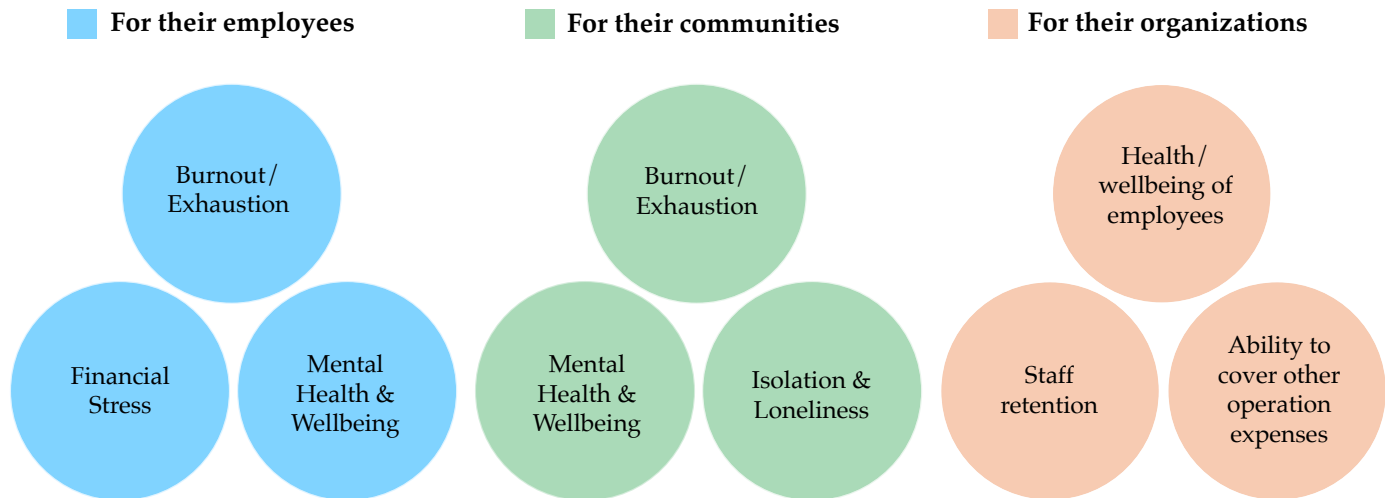 For their employees
For their communities
For their organizations
Burnout/
Exhaustion
Financial
Stress
Mental
Health &
Wellbeing
Burnout/
Exhaustion
Mental
Health &
Wellbeing
Isolation &
Loneliness
Health/
wellbeing of
employees
Staff
retention
Ability to
cover other
operation
expenses